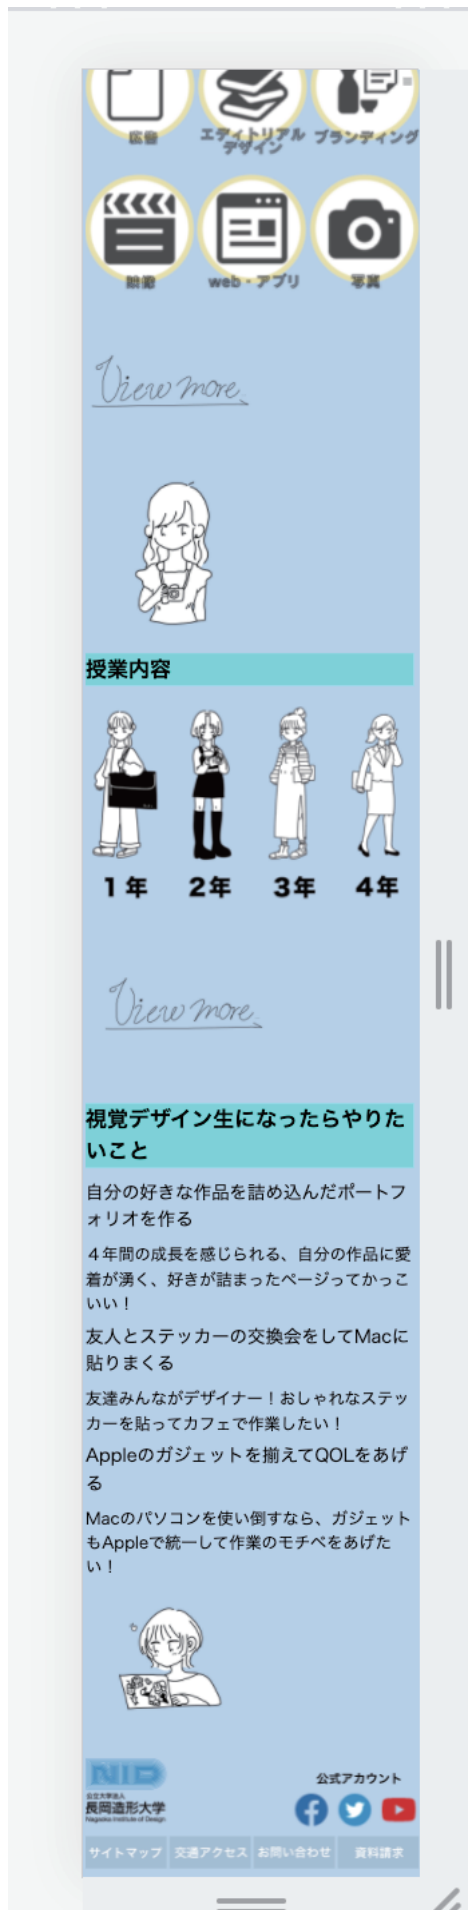 広告
エディトリアル
デザイン
ブランディング
映像
web・アプリ
写真
View more.
授業内容
1年
2年
3年
4年
View more.
視覚デザイン生になったらやりた
いこと
自分の好きな作品を詰め込んだポートフ
ォリオを作る
４年間の成長を感じられる、自分の作品に愛
着が湧く、好きが詰まったページってかっこ
いい！
友人とステッカーの交換会をしてMacに
貼りまくる
友達みんながデザイナー！おしゃれなステッ
カーを貼ってカフェで作業したい！
Appleのガジェットを揃えてQOLをあげ
る
Macのパソコンを使い倒すなら、ガジェット
もAppleで統一して作業のモチベをあげた
い！
NID
公立大学法人
長岡造形大学
Nagaoka Institute of Design
公式アカウント
サイトマップ
交通アクセス
お問い合わせ
資料請求